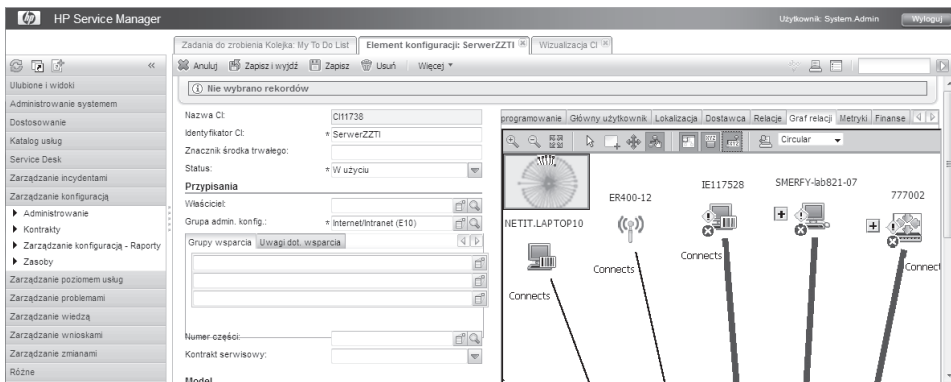 hp HP Service Manager
Użytkownik: System.Admin
Wyloguj
Zadania do zrobienia Kolejka: My To Do List
Element konfiguracji: SerwerZZTI
Wizualizacja CI
Anuluj Zapisz i wyjdź Zapisz Usuń Więcej
Ulubione i widoki
Administrowanie systemem
Dostosowanie
Katalog usług
Service Desk
Zarządzanie incydentami
Zarządzanie konfiguracją
Administrowanie
Kontrakty
Zarządzanie konfiguracją - Raporty
Zasoby
Zarządzanie poziomem usług
Zarządzanie problemami
Zarządzanie wiedzą
Zarządzanie wnioskami
Zarządzanie zmianami
Różne
Nie wybrano rekordów
Nazwa CI: CI11738
Identyfikator CI: * SerwerZZTI
Znacznik środka trwałego:
Status: * W użyciu
Przypisania
Właściciel:
Grupa admin. konfig.: * Internet/Intranet (E10)
Grupy wsparcia Uwagi dot. wsparcia
Numer części:
Kontrakt serwisowy:
Model
programowanie Główny użytkownik Lokalizacja Dostawca Relacje Graf relacji Metryki Finanse
Circular
NETIT.LAPTOP10
ER400-12
IE117528
SMERFY-lab821-07
777002
Connects
Connects
Connects
Connect